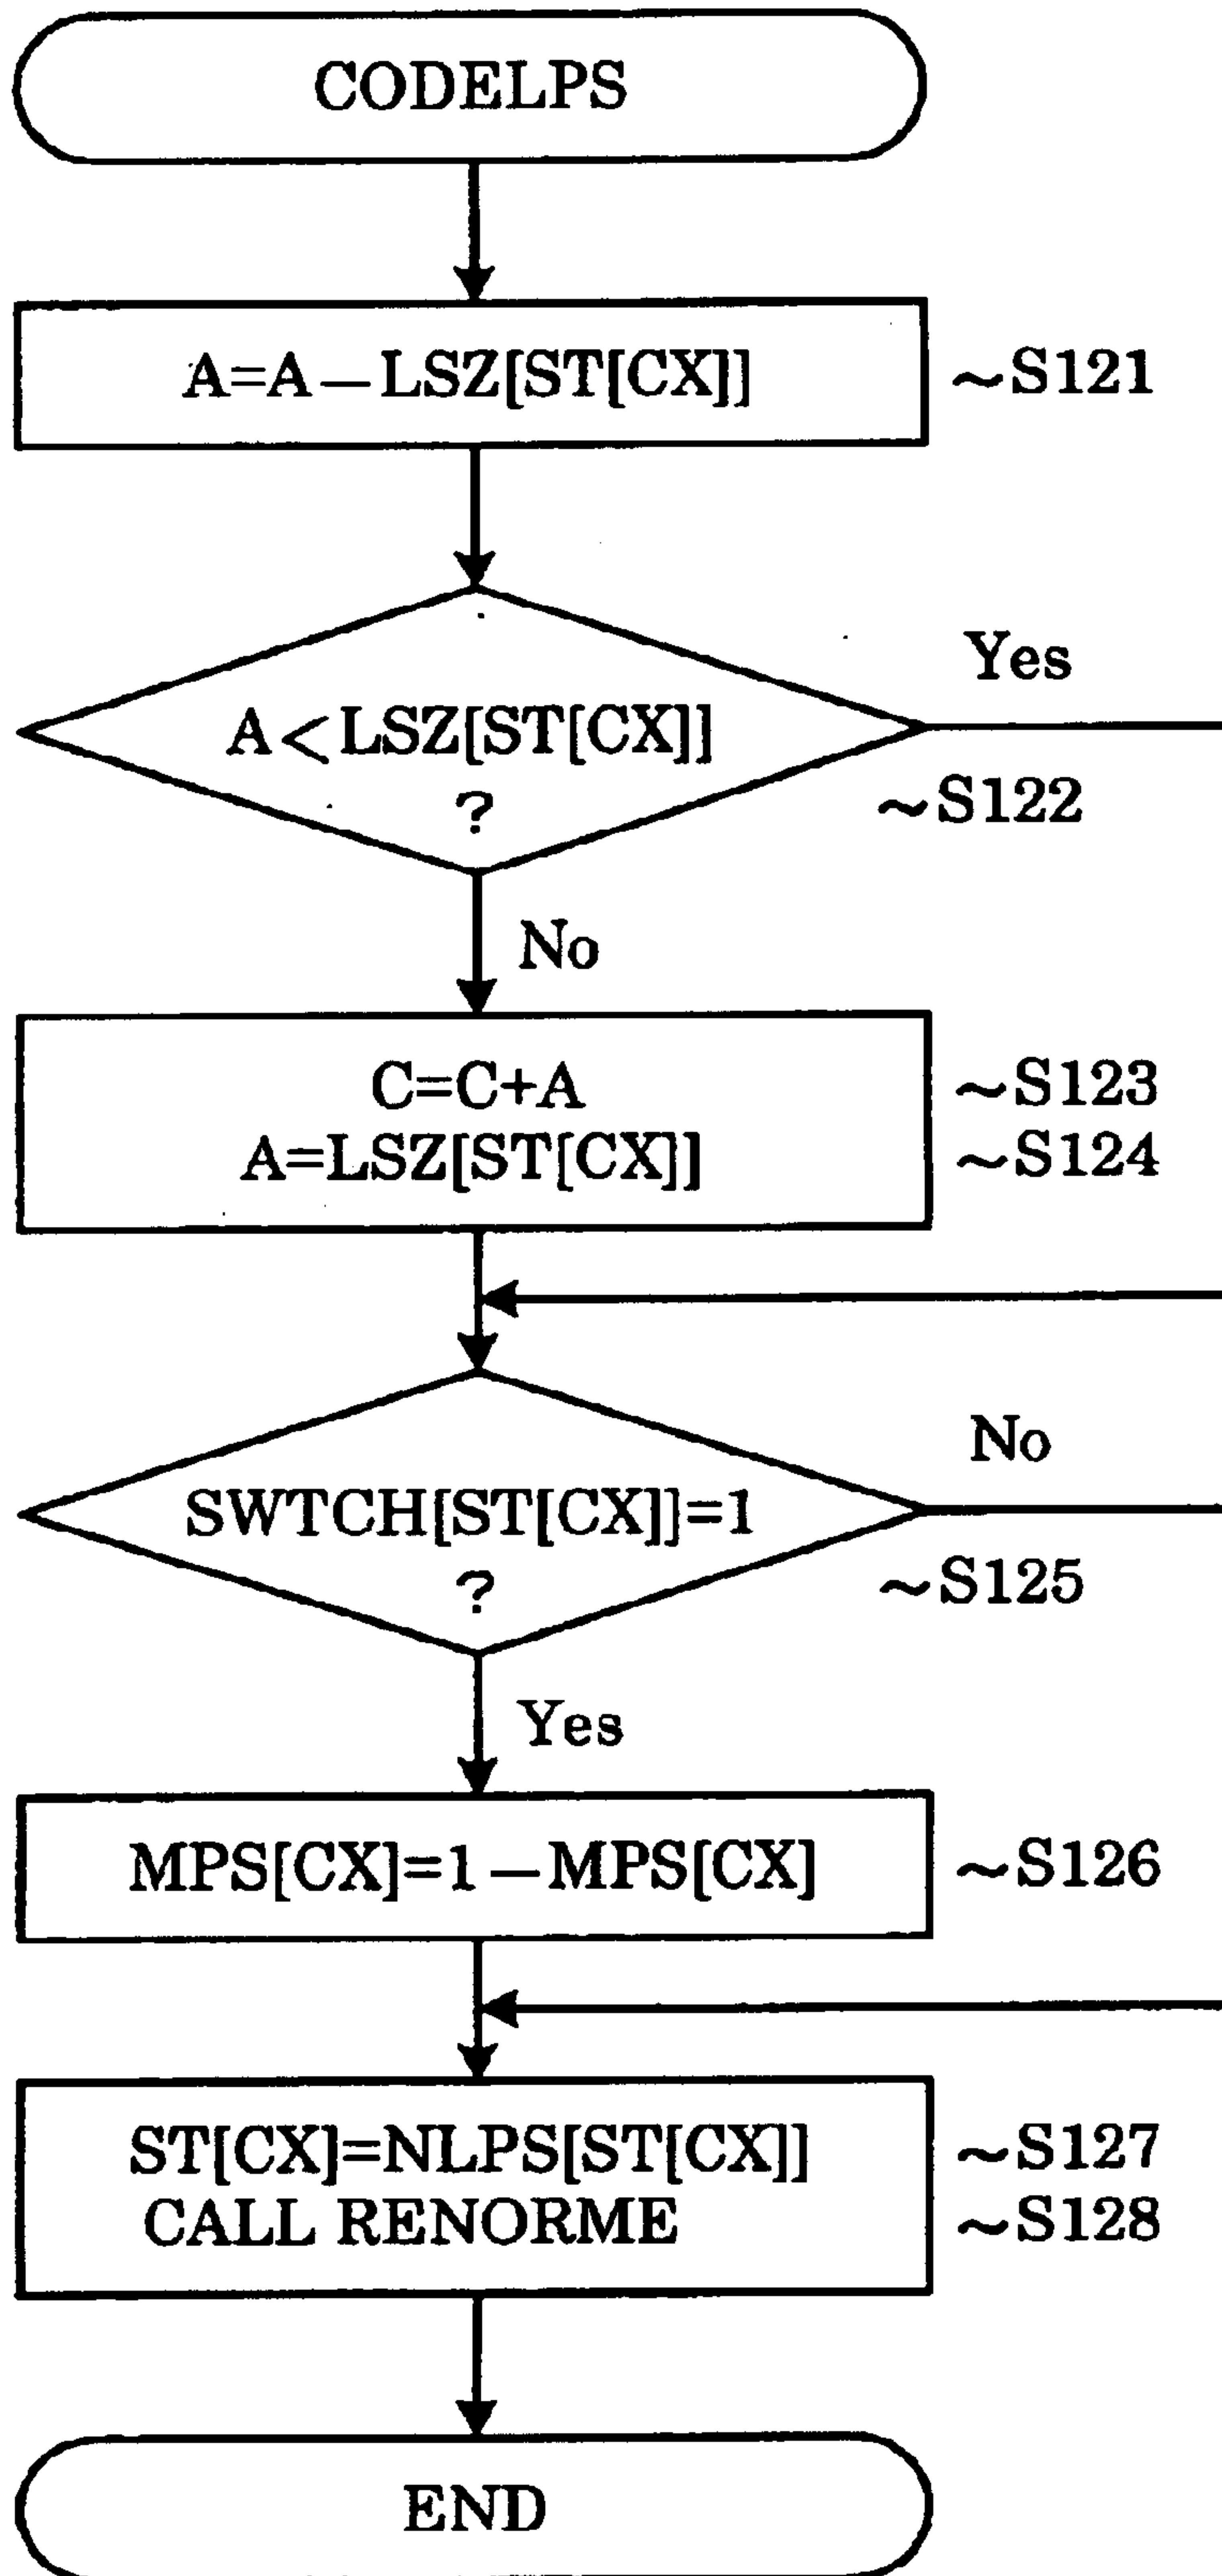 CODELPS
A=A−LSZ[ST[CX]]
~S121
Yes
A<LSZ[ST[CX]]
?
~S122
No
C=C+A
~S123
A=LSZ[ST[CX]]
~S124
No
SWTCH[ST[CX]]=1
?
~S125
Yes
MPS[CX]=1−MPS[CX]
~S126
ST[CX]=NLPS[ST[CX]]
~S127
CALL RENORME
~S128
END